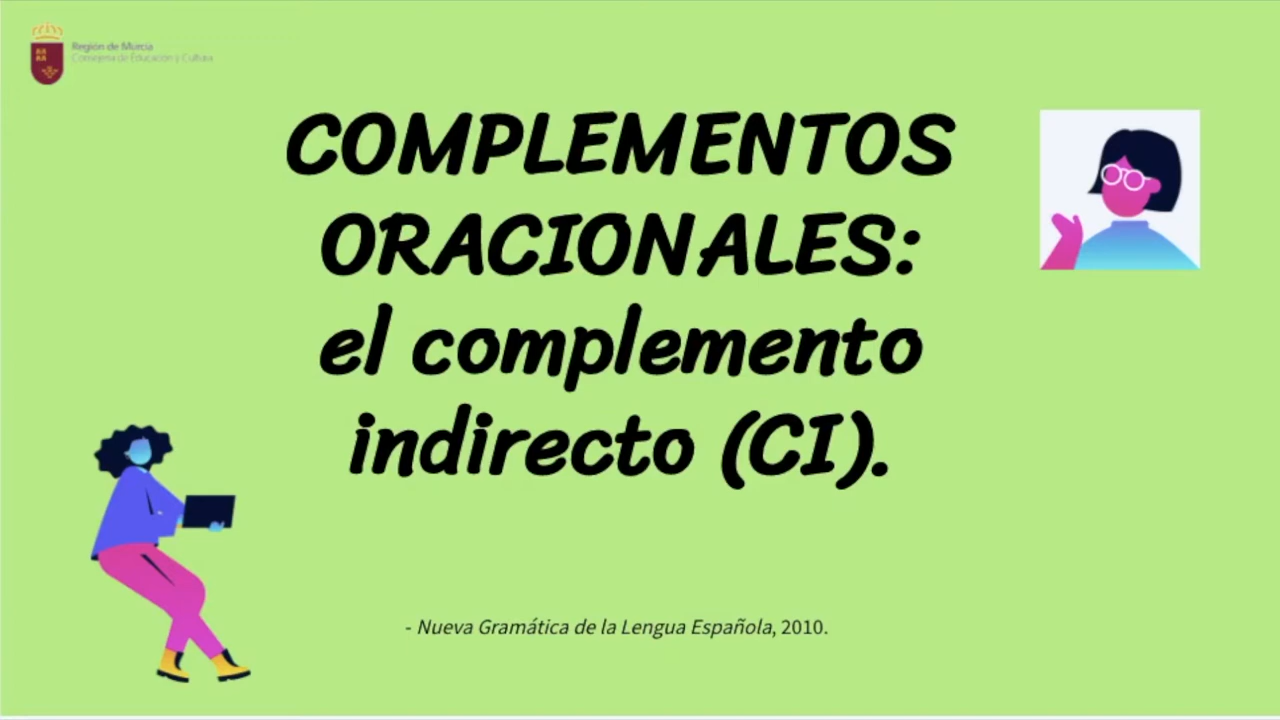 Región de Murcia
Consejería de Educación y Cultura
COMPLEMENTOS
ORACIONALES:
el complemento
indirecto (CI).
- Nueva Gramática de la Lengua Española, 2010.